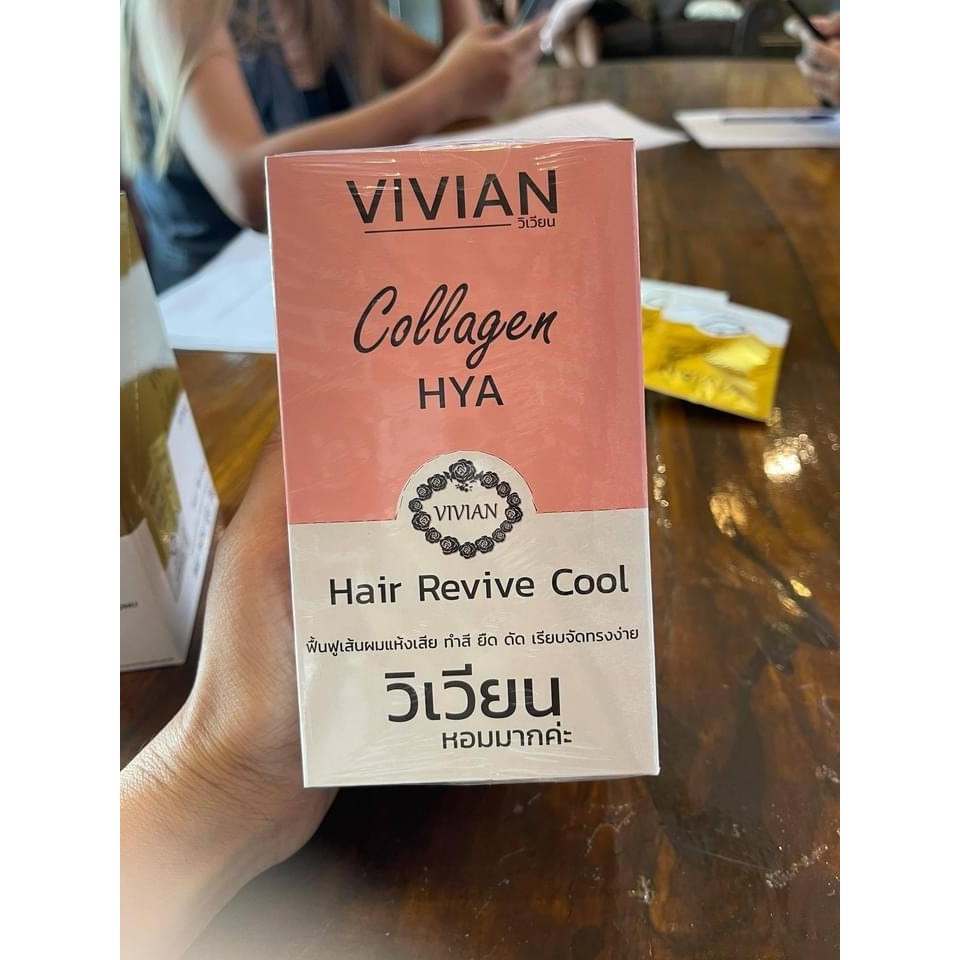 VIVIAN
วิเวียน
Collagen
HYA
VIVIAN
Hair Revive Cool
ฟื้นฟูเส้นผมแห้งเสีย ทำสี ยืด ดัด เรียบจัดทรงง่าย
วิเวียน
หอมมากค่ะ
VIVIAN